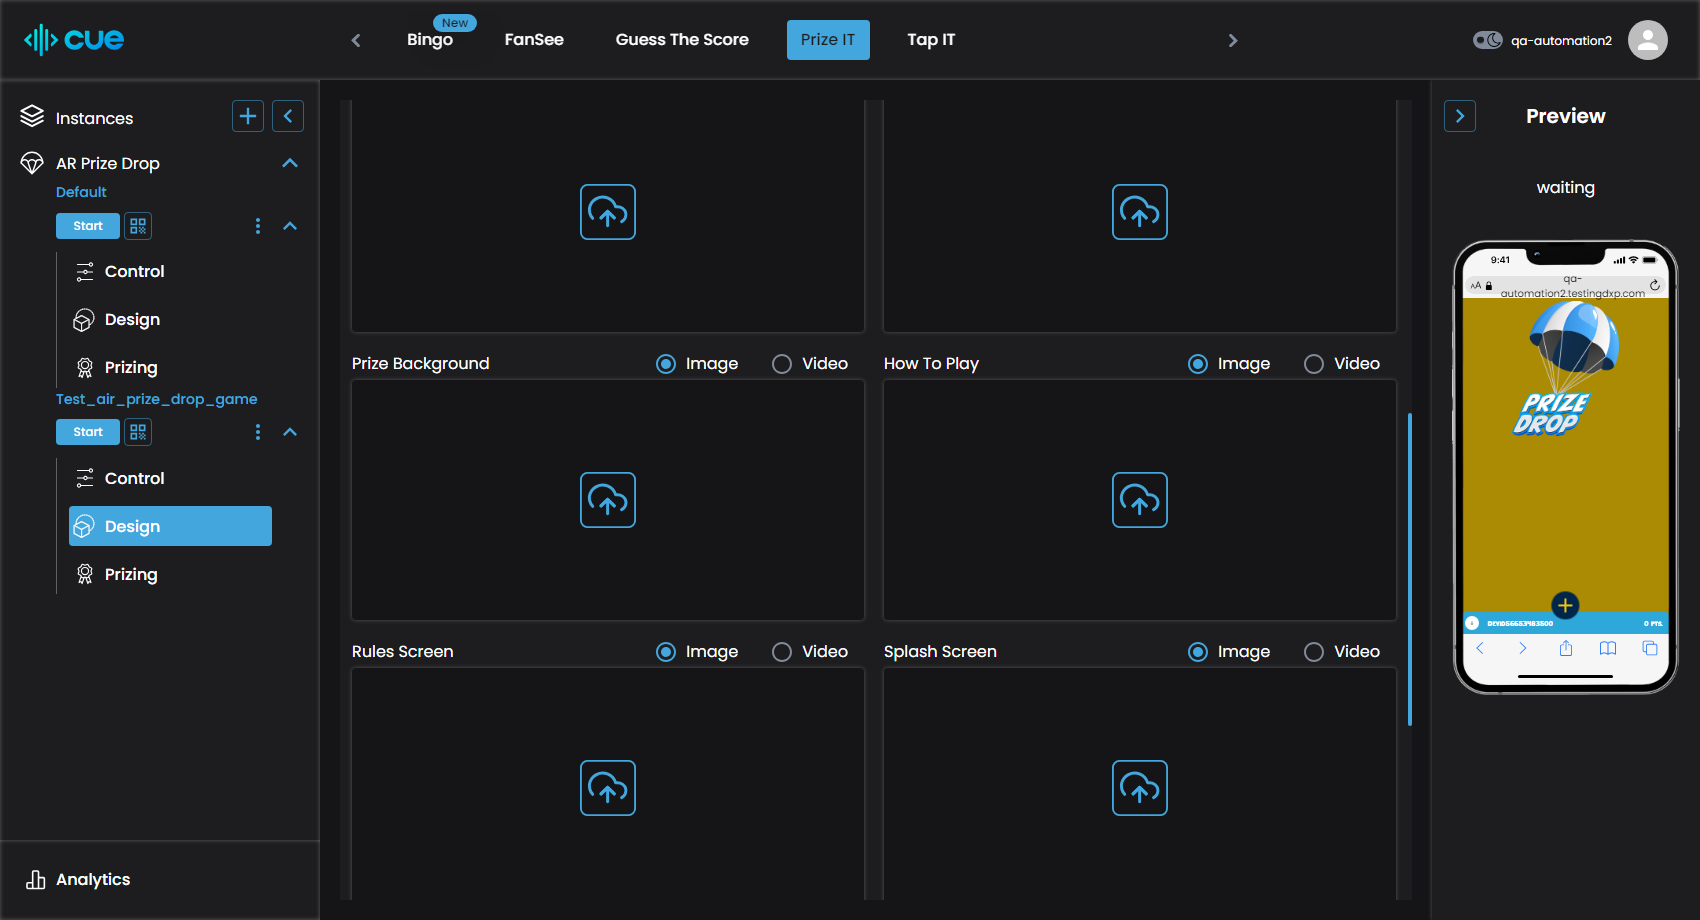 cue
New
Bingo
FanSee
Guess The Score
Prize IT
Tap IT
qa-automation2
Instances
AR Prize Drop
Default
Start
Control
Design
Prizing
Test_air_prize_drop_game
Start
Control
Design
Prizing
Analytics
Prize Background
Image
Video
How To Play
Image
Video
Rules Screen
Image
Video
Splash Screen
Image
Video
Preview
waiting
9:41
AA
qa-
automation2.testingdxp.com
PRIZE
DROP
0 PTS.